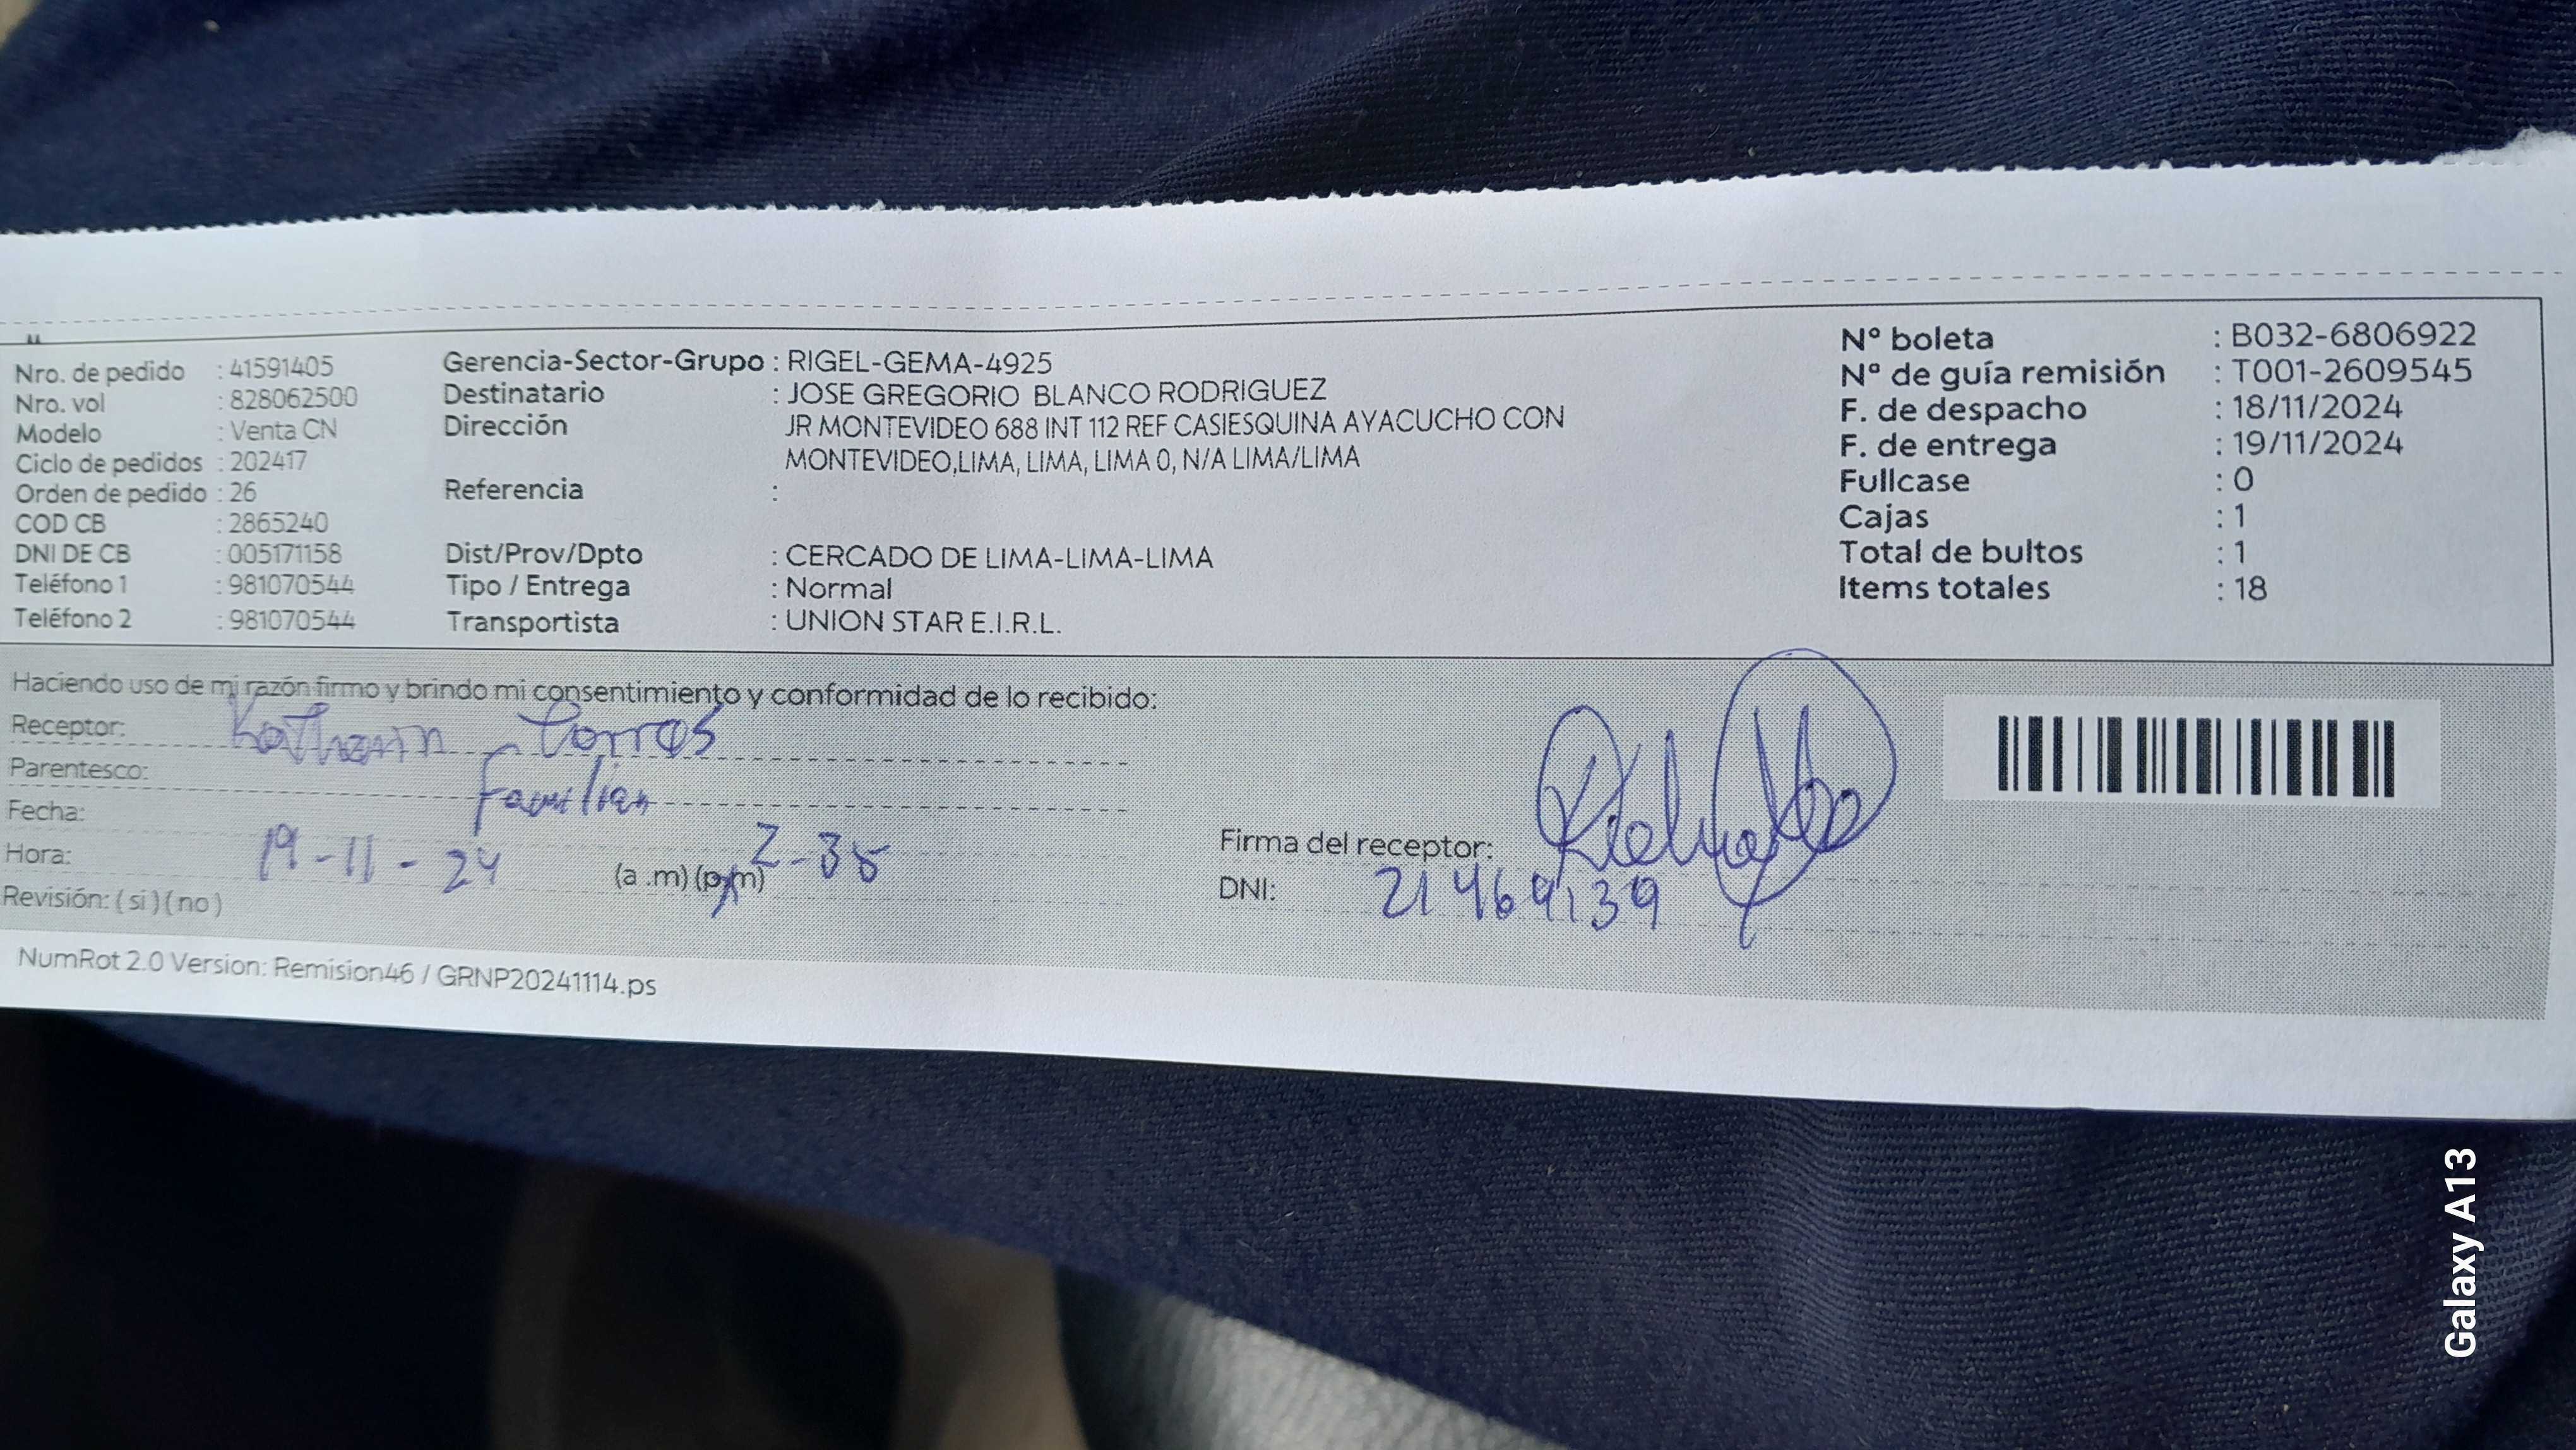 Nro. de pedido : 41591405
Nro. vol : 828062500
Modelo : Venta CN
Ciclo de pedidos : 202417
Orden de pedido : 26
COD CB : 2865240
DNI DE CB : 005171158
Teléfono 1 : 981070544
Teléfono 2 : 981070544
Gerencia-Sector-Grupo : RIGEL-GEMA-4925
Destinatario : JOSE GREGORIO BLANCO RODRIGUEZ
Dirección JR MONTEVIDEO 688 INT 112 REF CASIESQUINA AYACUCHO CON
MONTEVIDEO,LIMA, LIMA, LIMA 0, N/A LIMA/LIMA
Referencia :
Dist/Prov/Dpto : CERCADO DE LIMA-LIMA-LIMA
Tipo / Entrega : Normal
Transportista : UNION STAR E.I.R.L.
Nº boleta : B032-6806922
Nº de guía remisión : T001-2609545
F. de despacho : 18/11/2024
F. de entrega : 19/11/2024
Fullcase : 0
Cajas : 1
Total de bultos : 1
Items totales : 18
Haciendo uso de mi razón firmo y brindo mi consentimiento y conformidad de lo recibido:
Receptor: Torres
Parentesco: Familiar
Fecha:
Hora: 19-11-24 (a .m) (p.m) 2-35
Revisión: ( si ) ( no )
Firma del receptor:
DNI: 21469139
NumRot 2.0 Version: Remision46 / GRNP20241114.ps
Galaxy A13